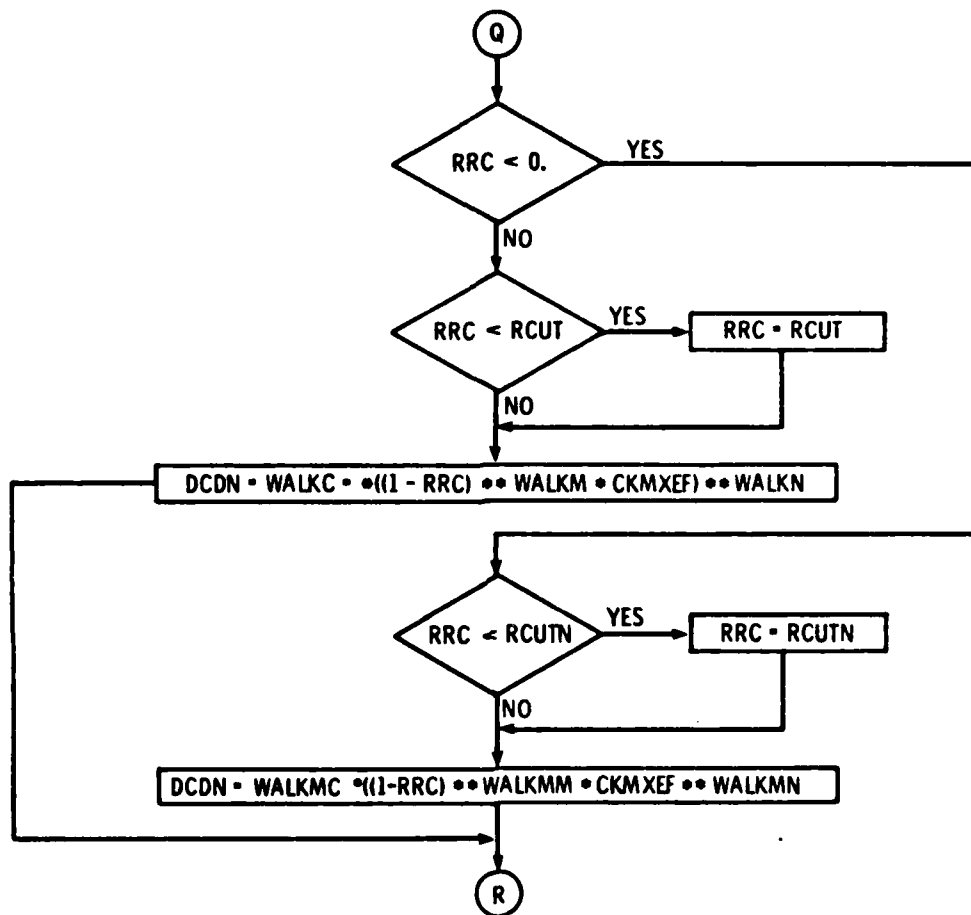 Q
RRC < 0.
YES
NO
RRC < RCUT
YES
RRC = RCUT
NO
DCDN = WALKC = *((1 - RRC) ** WALKM * CKMXEF) ** WALKN
RRC < RCUTN
YES
RRC = RCUTN
NO
DCDN = WALKMC *((1-RRC) ** WALKMM * CKMXEF ** WALKMN
R